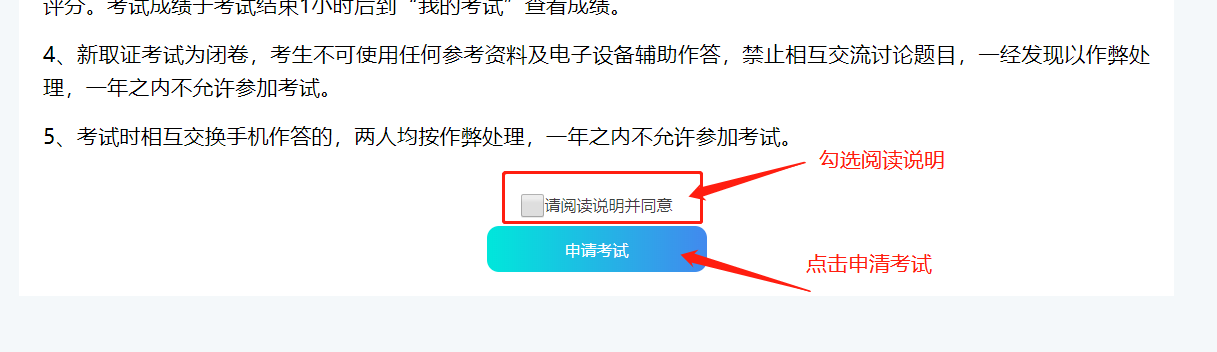 评分。考试成绩于考试结束1小时后到“我的考试”查看成绩。
4、新取证考试为闭卷，考生不可使用任何参考资料及电子设备辅助作答，禁止相互交流讨论题目，一经发现以作弊处
理，一年之内不允许参加考试。
5、考试时相互交换手机作答的，两人均按作弊处理，一年之内不允许参加考试。
勾选阅读说明
请阅读说明并同意
申请考试
点击申清考试